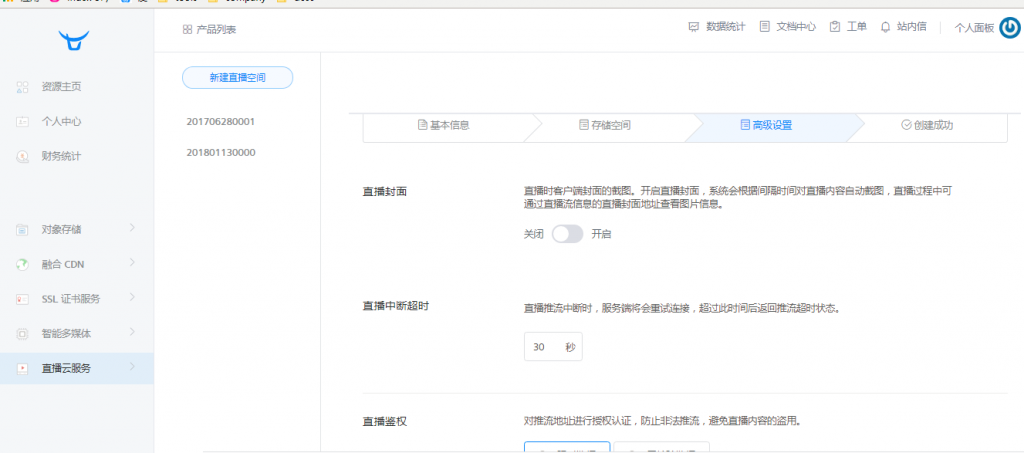 产品列表
数据统计
文档中心
工单
站内信
个人面板
资源主页
个人中心
财务统计
对象存储
融合 CDN
SSL 证书服务
智能多媒体
直播云服务
新建直播空间
201706280001
201801130000
基本信息
存储空间
高级设置
创建成功
直播封面
直播时客户端封面的截图。开启直播封面，系统会根据间隔时间对直播内容自动截图，直播过程中可
通过直播流信息的直播封面地址查看图片信息。
关闭
开启
直播中断超时
直播推流中断时，服务端将会重试连接，超过此时间后返回推流超时状态。
30 秒
直播鉴权
对推流地址进行授权认证，防止非法推流，避免直播内容的盗用。